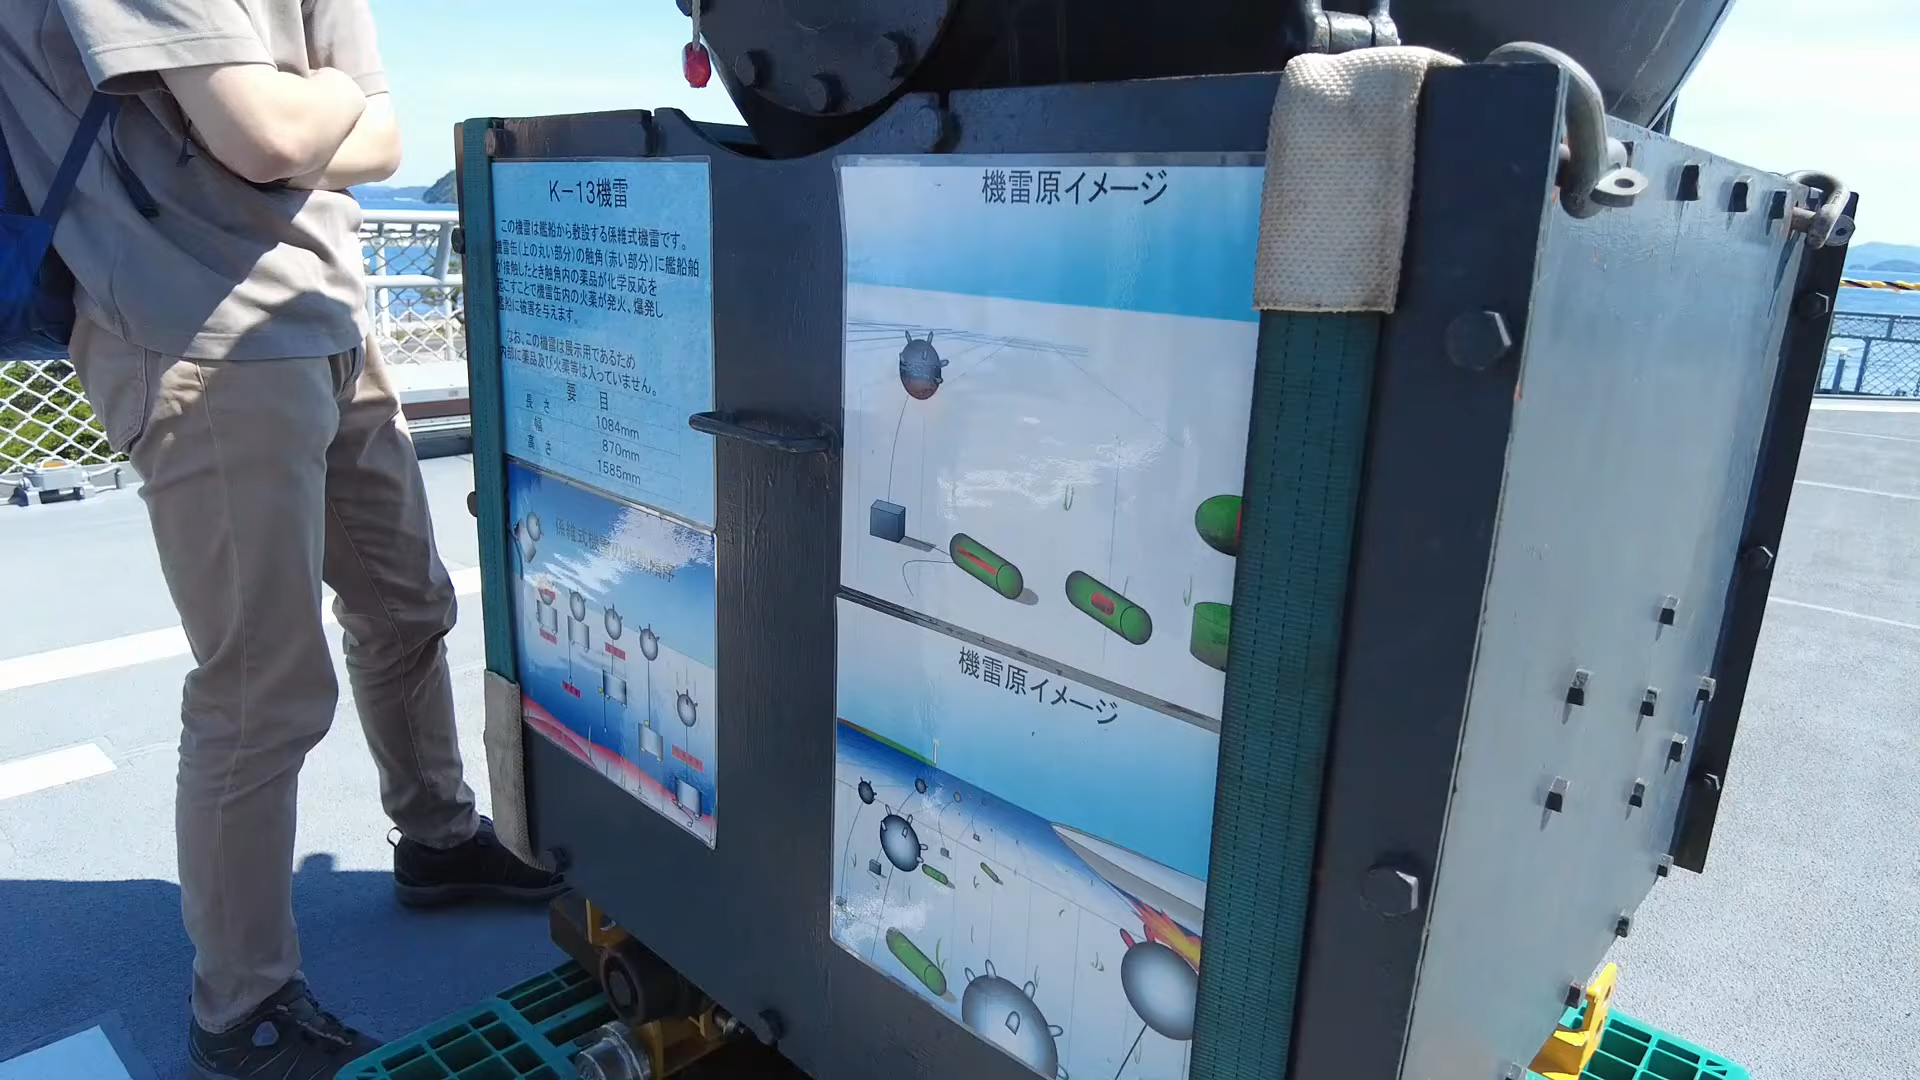 K－13機雷
この機雷は艦船から敷設する係維式機雷です。
機雷缶（上の丸い部分）の触角（赤い部分）に艦船舶
が接触したとき触角内の薬品が化学反応を
起こすことで機雷缶内の火薬が発火、爆発し
艦船に被害を与えます。
なお、この機雷は展示用であるため
内部に薬品及び火薬等は入っていません。
要 目
長 さ 1084mm
幅 870mm
高 さ 1585mm
係維式機雷の作動順序
機雷原イメージ
機雷原イメージ